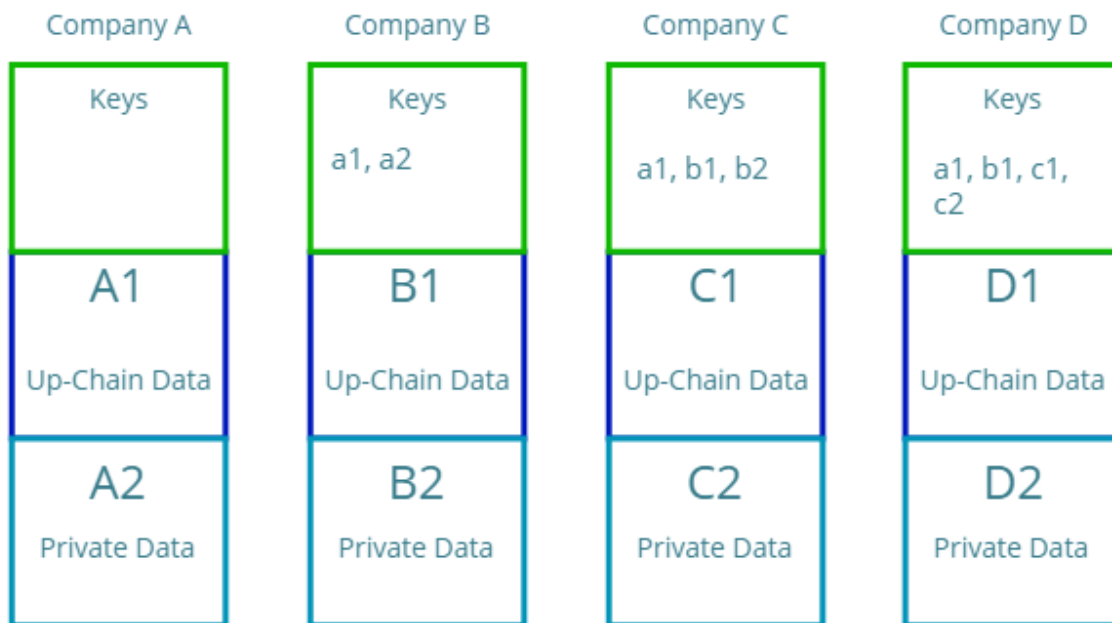 Company A Company B Company C Company D
Keys Keys Keys Keys
a1, a2 a1, b1, b2 a1, b1, c1,
c2
A1 B1 C1 D1
Up-Chain Data Up-Chain Data Up-Chain Data Up-Chain Data
A2 B2 C2 D2
Private Data Private Data Private Data Private Data